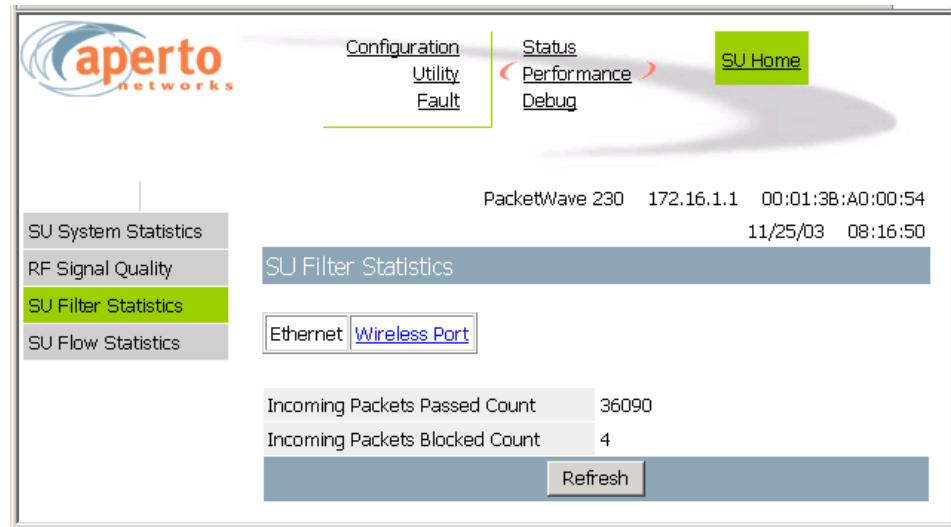 aperto
networks
Configuration
Utility
Fault
Status
Performance
Debug
SU Home
PacketWave 230 172.16.1.1 00:01:3B:A0:00:54
11/25/03 08:16:50
SU System Statistics
RF Signal Quality
SU Filter Statistics
SU Flow Statistics
SU Filter Statistics
Ethernet Wireless Port
Incoming Packets Passed Count 36090
Incoming Packets Blocked Count 4
Refresh